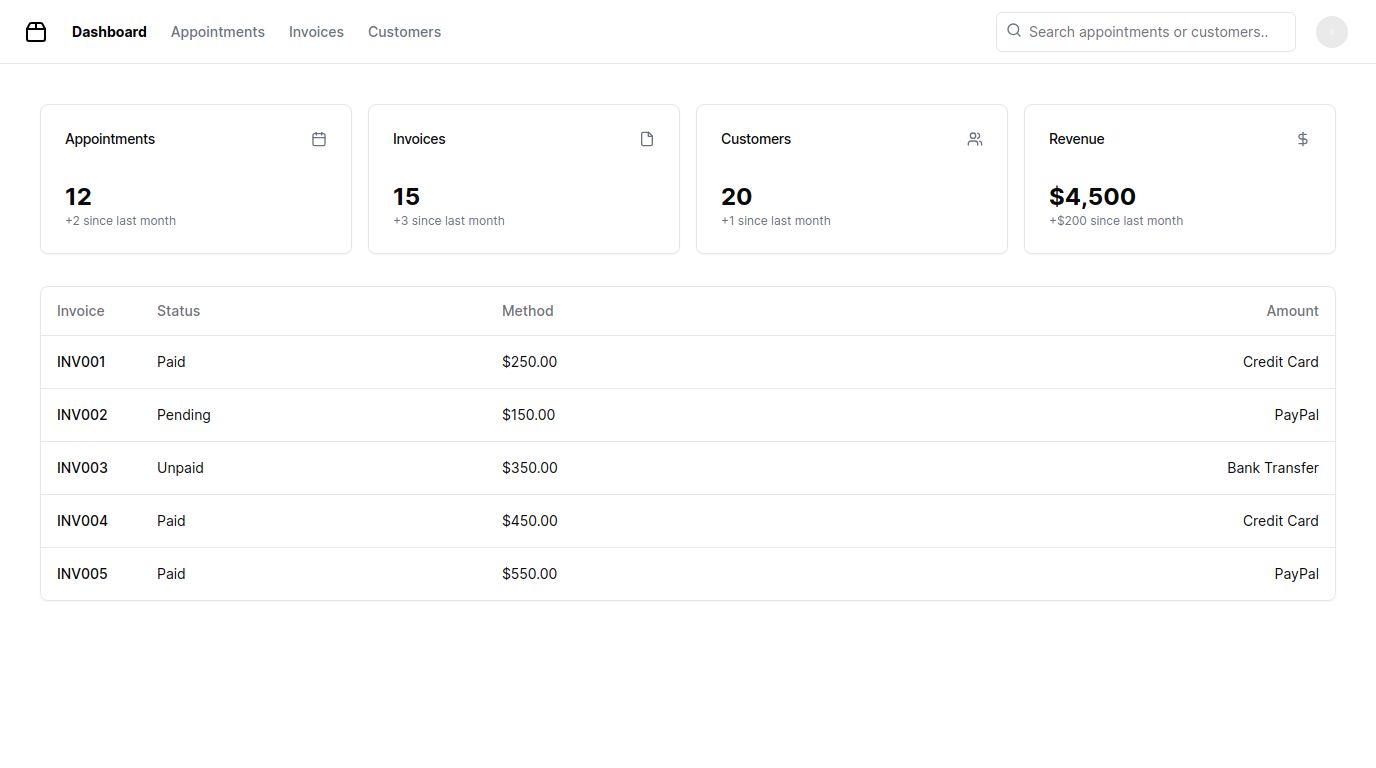 Dashboard Appointments Invoices Customers Search appointments or customers..
Appointments
12
+2 since last month
Invoices
15
+3 since last month
Customers
20
+1 since last month
Revenue
$4,500
+$200 since last month
Invoice Status Method Amount
INV001 Paid $250.00 Credit Card
INV002 Pending $150.00 PayPal
INV003 Unpaid $350.00 Bank Transfer
INV004 Paid $450.00 Credit Card
INV005 Paid $550.00 PayPal